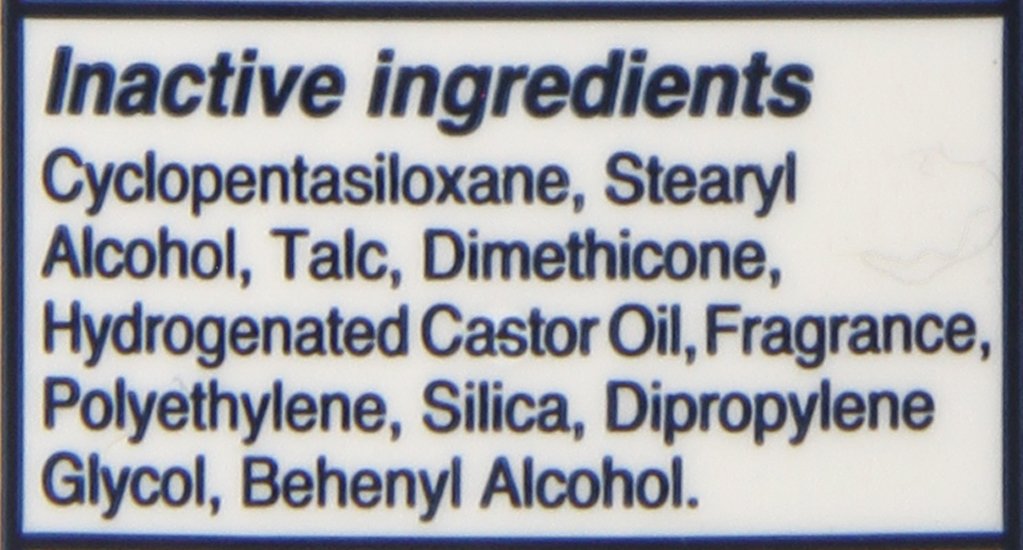 Inactive ingredients
Cyclopentasiloxane, Stearyl
Alcohol, Talc, Dimethicone,
Hydrogenated Castor Oil, Fragrance,
Polyethylene, Silica, Dipropylene
Glycol, Behenyl Alcohol.